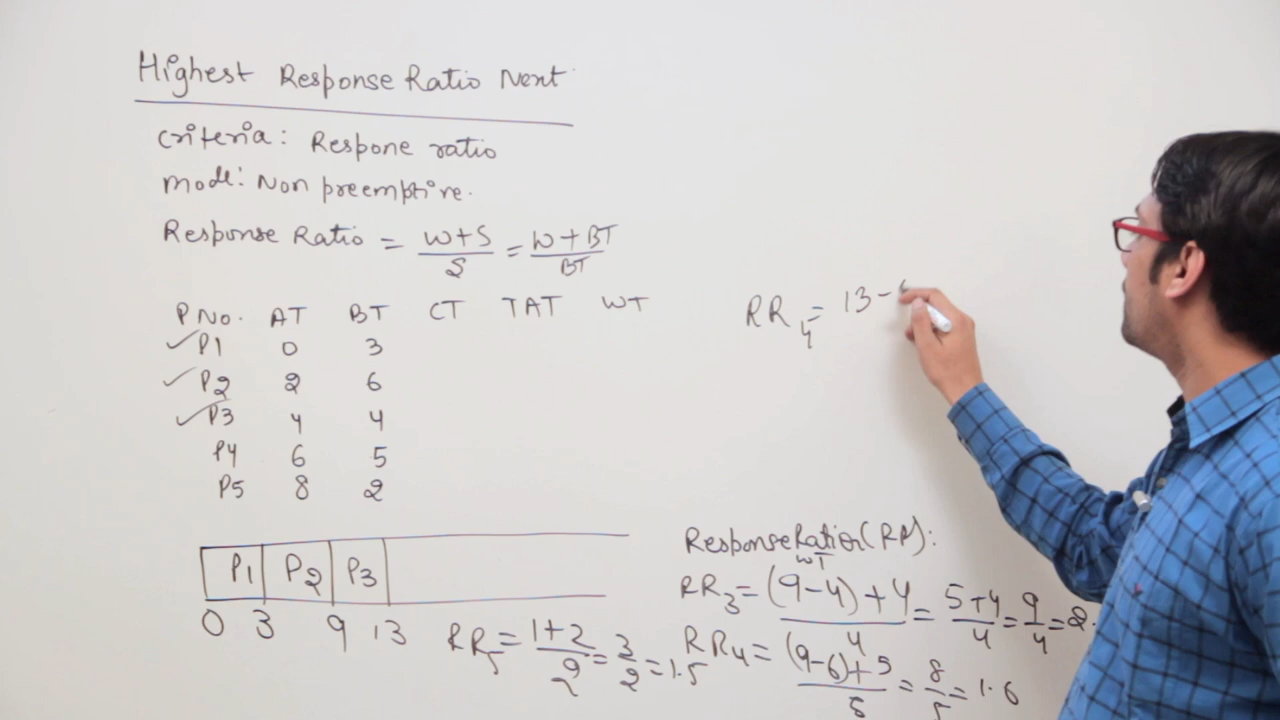 Highest Response Ratio Next
Criteria: Respone ratio
Mode: Non preemptive.
Response Ratio = W+S/S = W+BT/BT
P No. AT BT CT TAT WT
P1 0 3
P2 2 6
P3 4 4
P4 6 5
P5 8 2
RR4 = 13-
P1 P2 P3
0 3 9 13
RR5 = 1+2/2 = 3/2 = 1.5
Response Ratio (RR):
WT
RR3 = (9-4)+4/4 = 5+4/4 = 9/4 = 2.
RR4 = (9-6)+5/5 = 8/5 = 1.6